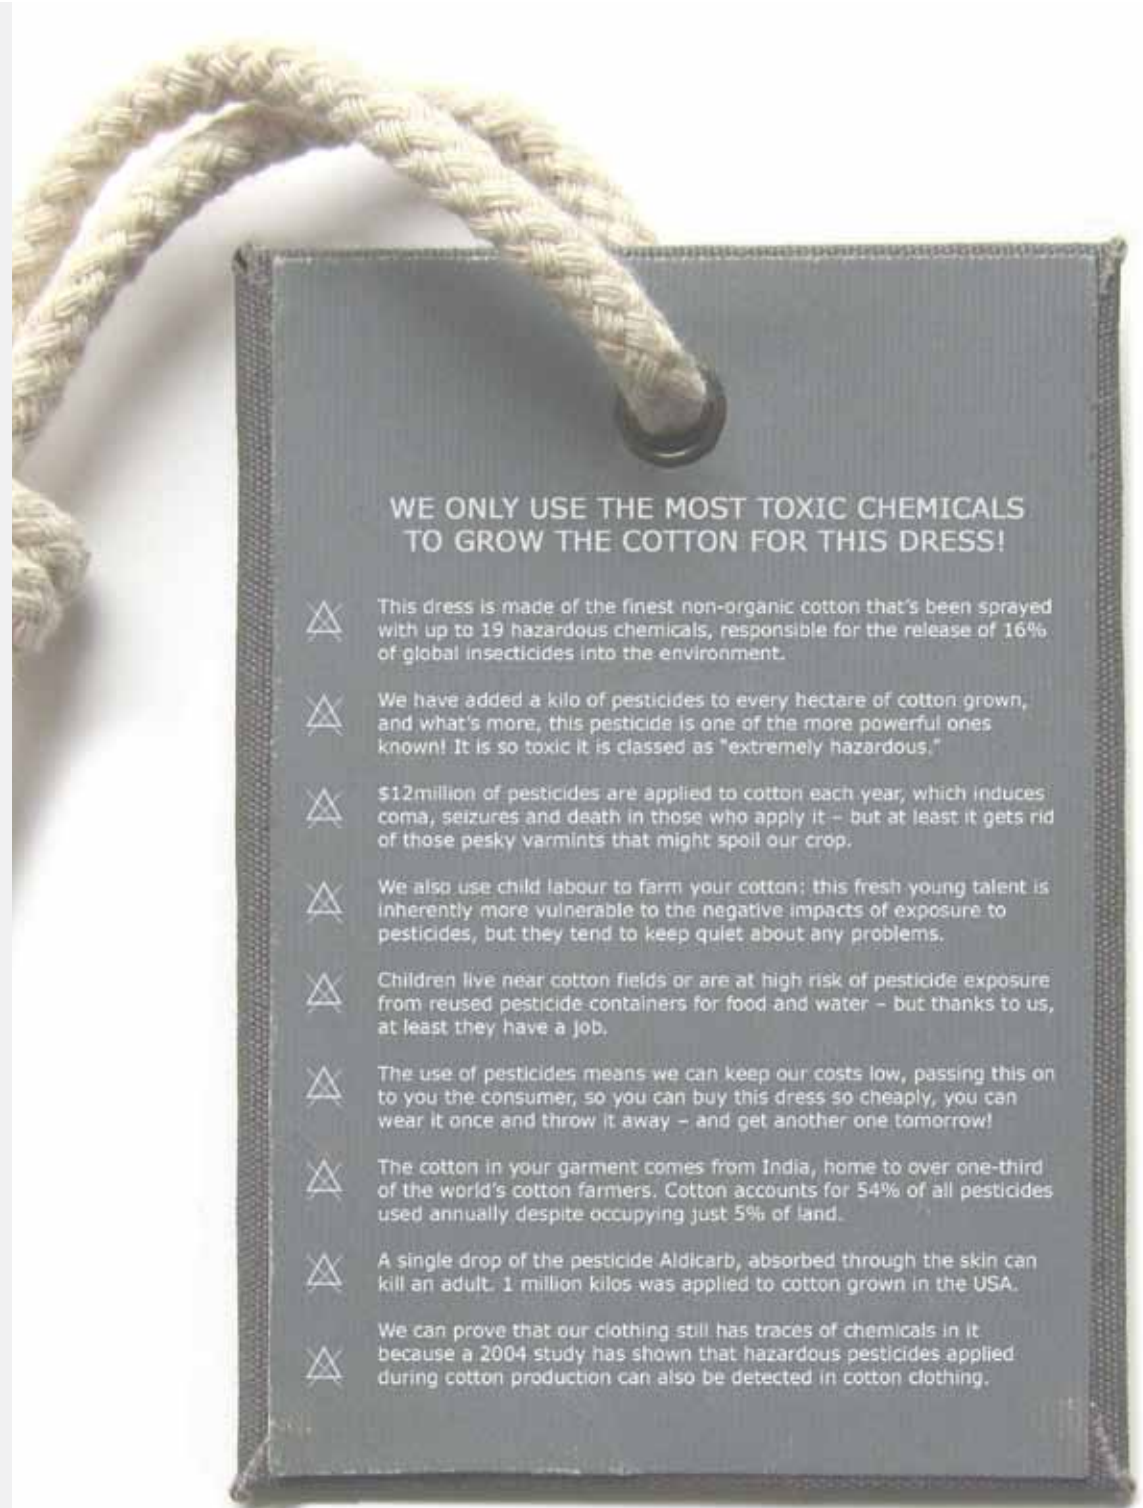 WE ONLY USE THE MOST TOXIC CHEMICALS
TO GROW THE COTTON FOR THIS DRESS!
This dress is made of the finest non-organic cotton that's been sprayed
with up to 19 hazardous chemicals, responsible for the release of 16%
of global insecticides into the environment.
We have added a kilo of pesticides to every hectare of cotton grown,
and what's more, this pesticide is one of the more powerful ones
known! It is so toxic it is classed as "extremely hazardous."
$12million of pesticides are applied to cotton each year, which induces
coma, seizures and death in those who apply it – but at least it gets rid
of those pesky varmints that might spoil our crop.
We also use child labour to farm your cotton: this fresh young talent is
inherently more vulnerable to the negative impacts of exposure to
pesticides, but they tend to keep quiet about any problems.
Children live near cotton fields or are at high risk of pesticide exposure
from reused pesticide containers for food and water – but thanks to us,
at least they have a job.
The use of pesticides means we can keep our costs low, passing this on
to you the consumer, so you can buy this dress so cheaply, you can
wear it once and throw it away – and get another one tomorrow!
The cotton in your garment comes from India, home to over one-third
of the world's cotton farmers. Cotton accounts for 54% of all pesticides
used annually despite occupying just 5% of land.
A single drop of the pesticide Aldicarb, absorbed through the skin can
kill an adult. 1 million kilos was applied to cotton grown in the USA.
We can prove that our clothing still has traces of chemicals in it
because a 2004 study has shown that hazardous pesticides applied
during cotton production can also be detected in cotton clothing.